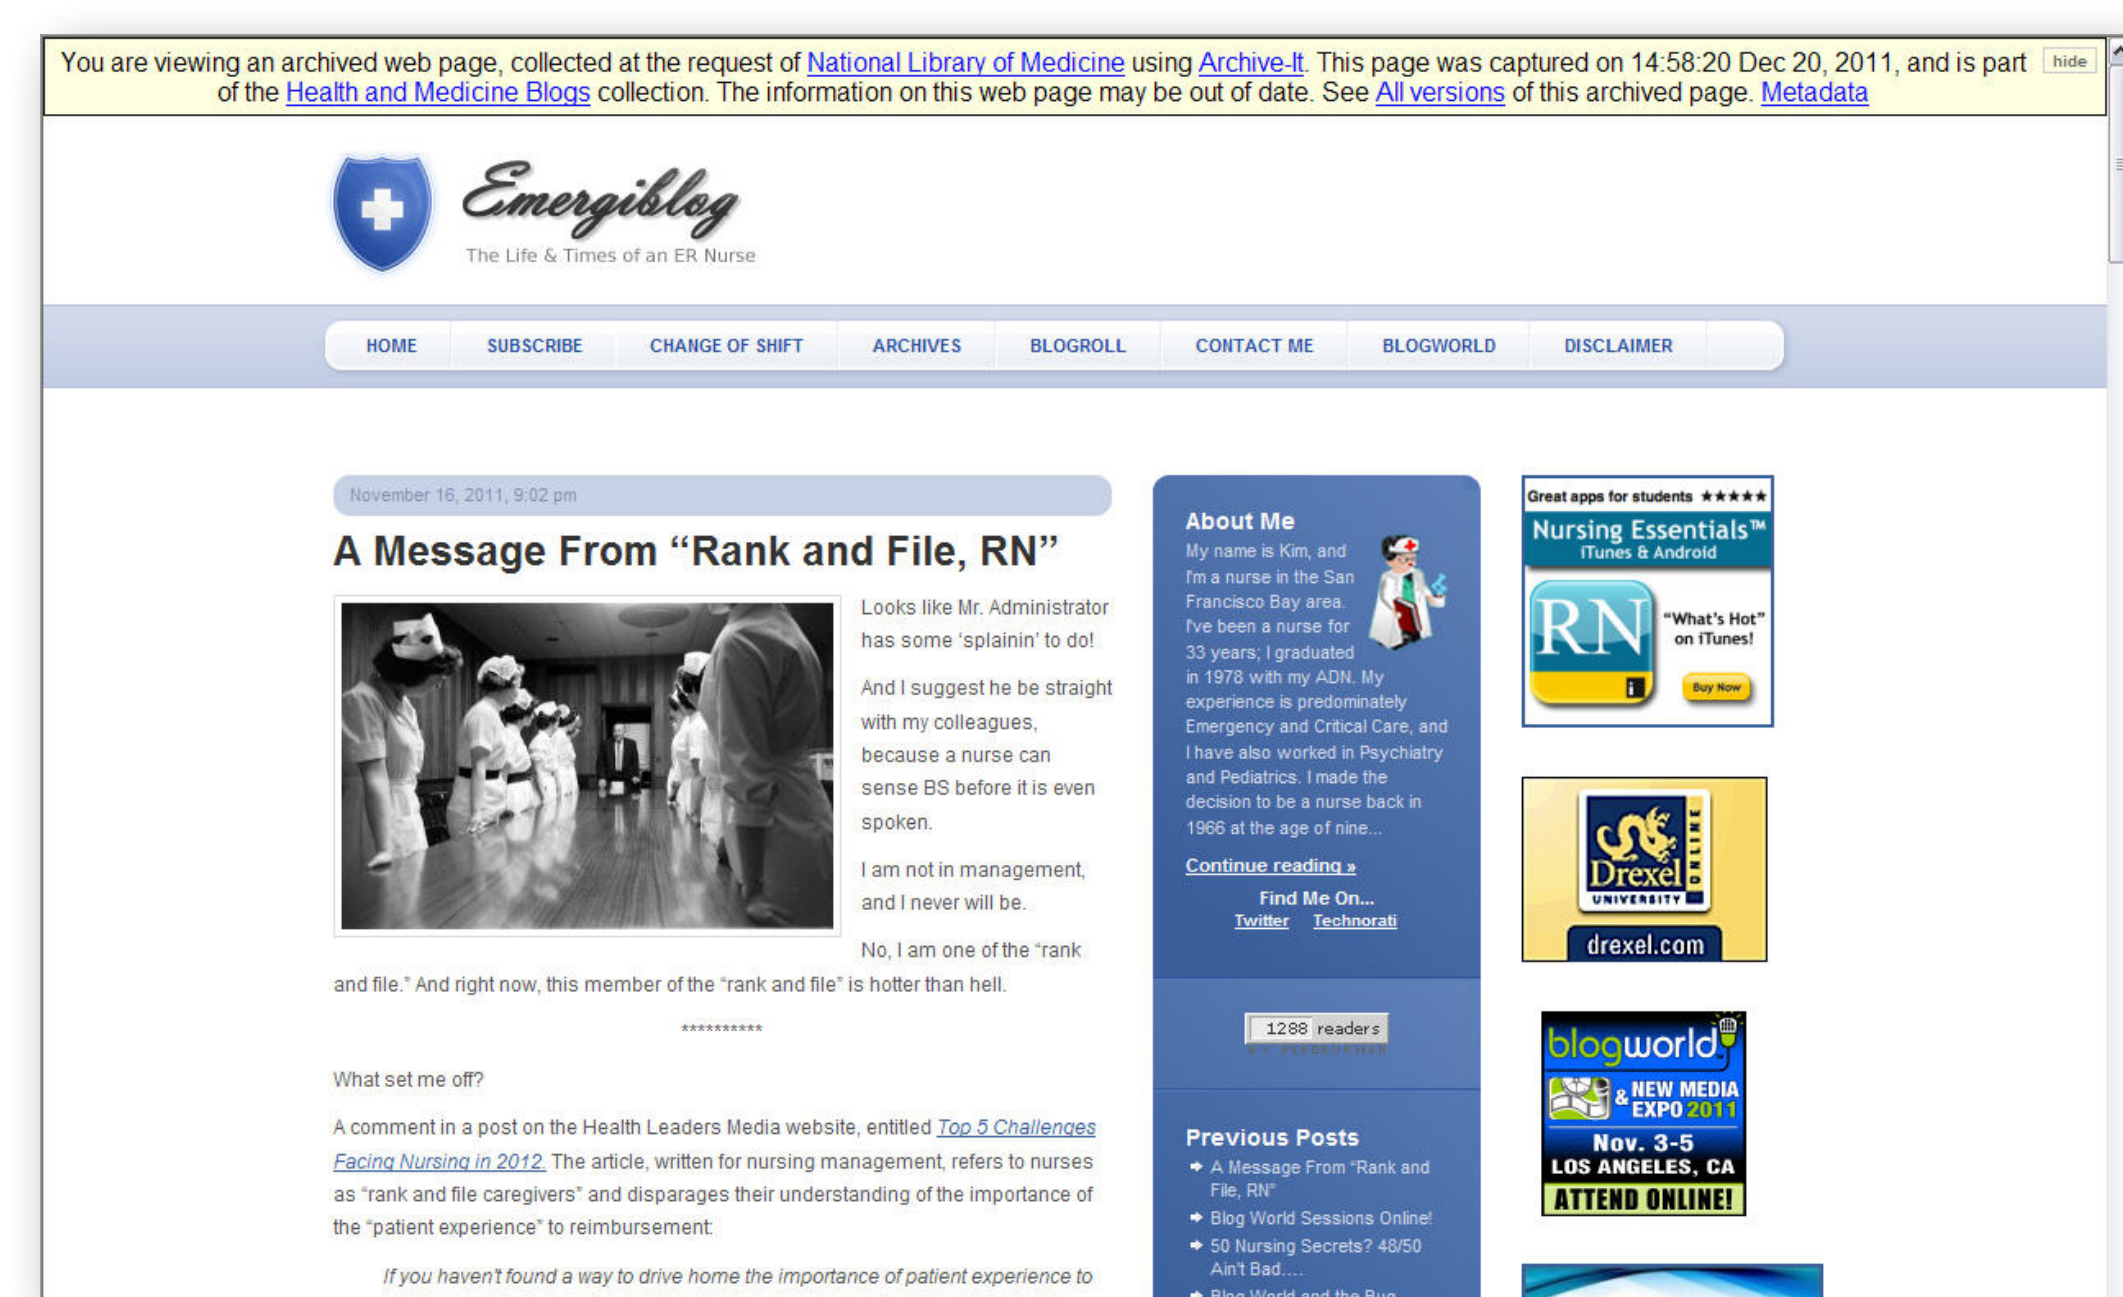 You are viewing an archived web page, collected at the request of National Library of Medicine using Archive-It. This page was captured on 14:58:20 Dec 20, 2011, and is part
of the Health and Medicine Blogs collection. The information on this web page may be out of date. See All versions of this archived page. Metadata
hide
Emergiblog
The Life & Times of an ER Nurse
HOME SUBSCRIBE CHANGE OF SHIFT ARCHIVES BLOGROLL CONTACT ME BLOGWORLD DISCLAIMER
November 16, 2011, 9:02 pm
A Message From “Rank and File, RN”
Looks like Mr. Administrator
has some ‘splainin’ to do!
And I suggest he be straight
with my colleagues,
because a nurse can
sense BS before it is even
spoken.
I am not in management,
and I never will be.
No, I am one of the “rank
and file.” And right now, this member of the “rank and file” is hotter than hell.
**********
What set me off?
A comment in a post on the Health Leaders Media website, entitled Top 5 Challenges
Facing Nursing in 2012. The article, written for nursing management, refers to nurses
as “rank and file caregivers” and disparages their understanding of the importance of
the “patient experience” to reimbursement:
If you haven’t found a way to drive home the importance of patient experience to
About Me
My name is Kim, and
I'm a nurse in the San
Francisco Bay area.
I've been a nurse for
33 years; I graduated
in 1978 with my ADN. My
experience is predominately
Emergency and Critical Care, and
I have also worked in Psychiatry
and Pediatrics. I made the
decision to be a nurse back in
1966 at the age of nine...
Continue reading »
Find Me On...
Twitter Technorati
1288 readers
BY FEEDBURNER
Previous Posts
A Message From “Rank and
File, RN”
Blog World Sessions Online!
50 Nursing Secrets? 48/50
Ain't Bad….
Blog World and the Bug
Great apps for students ★★★★★
Nursing Essentials™
iTunes & Android
RN
“What's Hot”
on iTunes!
i
Buy Now
Drexel
UNIVERSITY
ONLINE
drexel.com
blogworld
& NEW MEDIA
EXPO 2011
Nov. 3-5
LOS ANGELES, CA
ATTEND ONLINE!